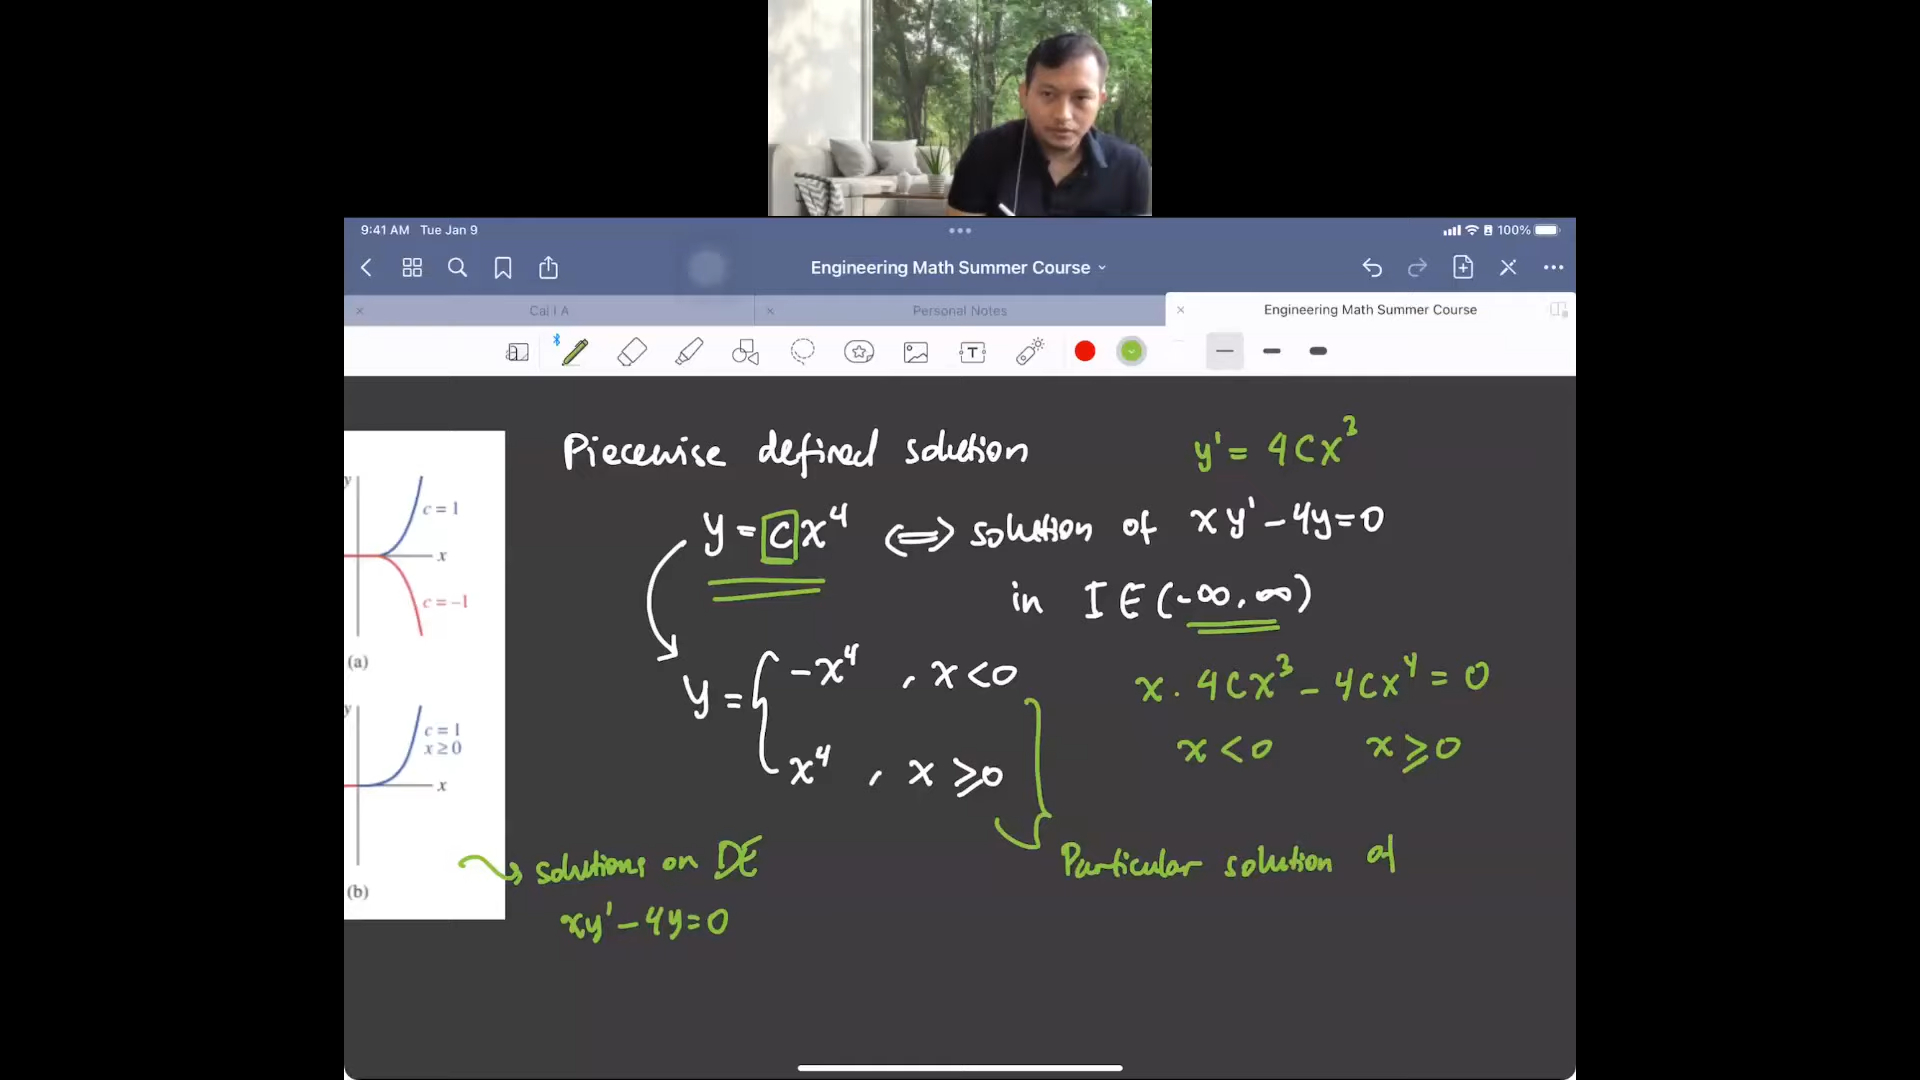 9:41 AM Tue Jan 9
100%
Engineering Math Summer Course
Cal I A
Personal Notes
Engineering Math Summer Course
Piecewise defined solution
y' = 4Cx³
y = Cx⁴ ⟺ solution of xy' - 4y = 0
in I ∈ (-∞, ∞)
y = { -x⁴ , x < 0
x⁴ , x ⩾ 0
x · 4Cx³ - 4Cx⁴ = 0
x < 0 x ⩾ 0
Particular solution of
solutions on DE
xy' - 4y = 0
y
c = 1
x
c = -1
(a)
y
c = 1
x ≥ 0
x
(b)